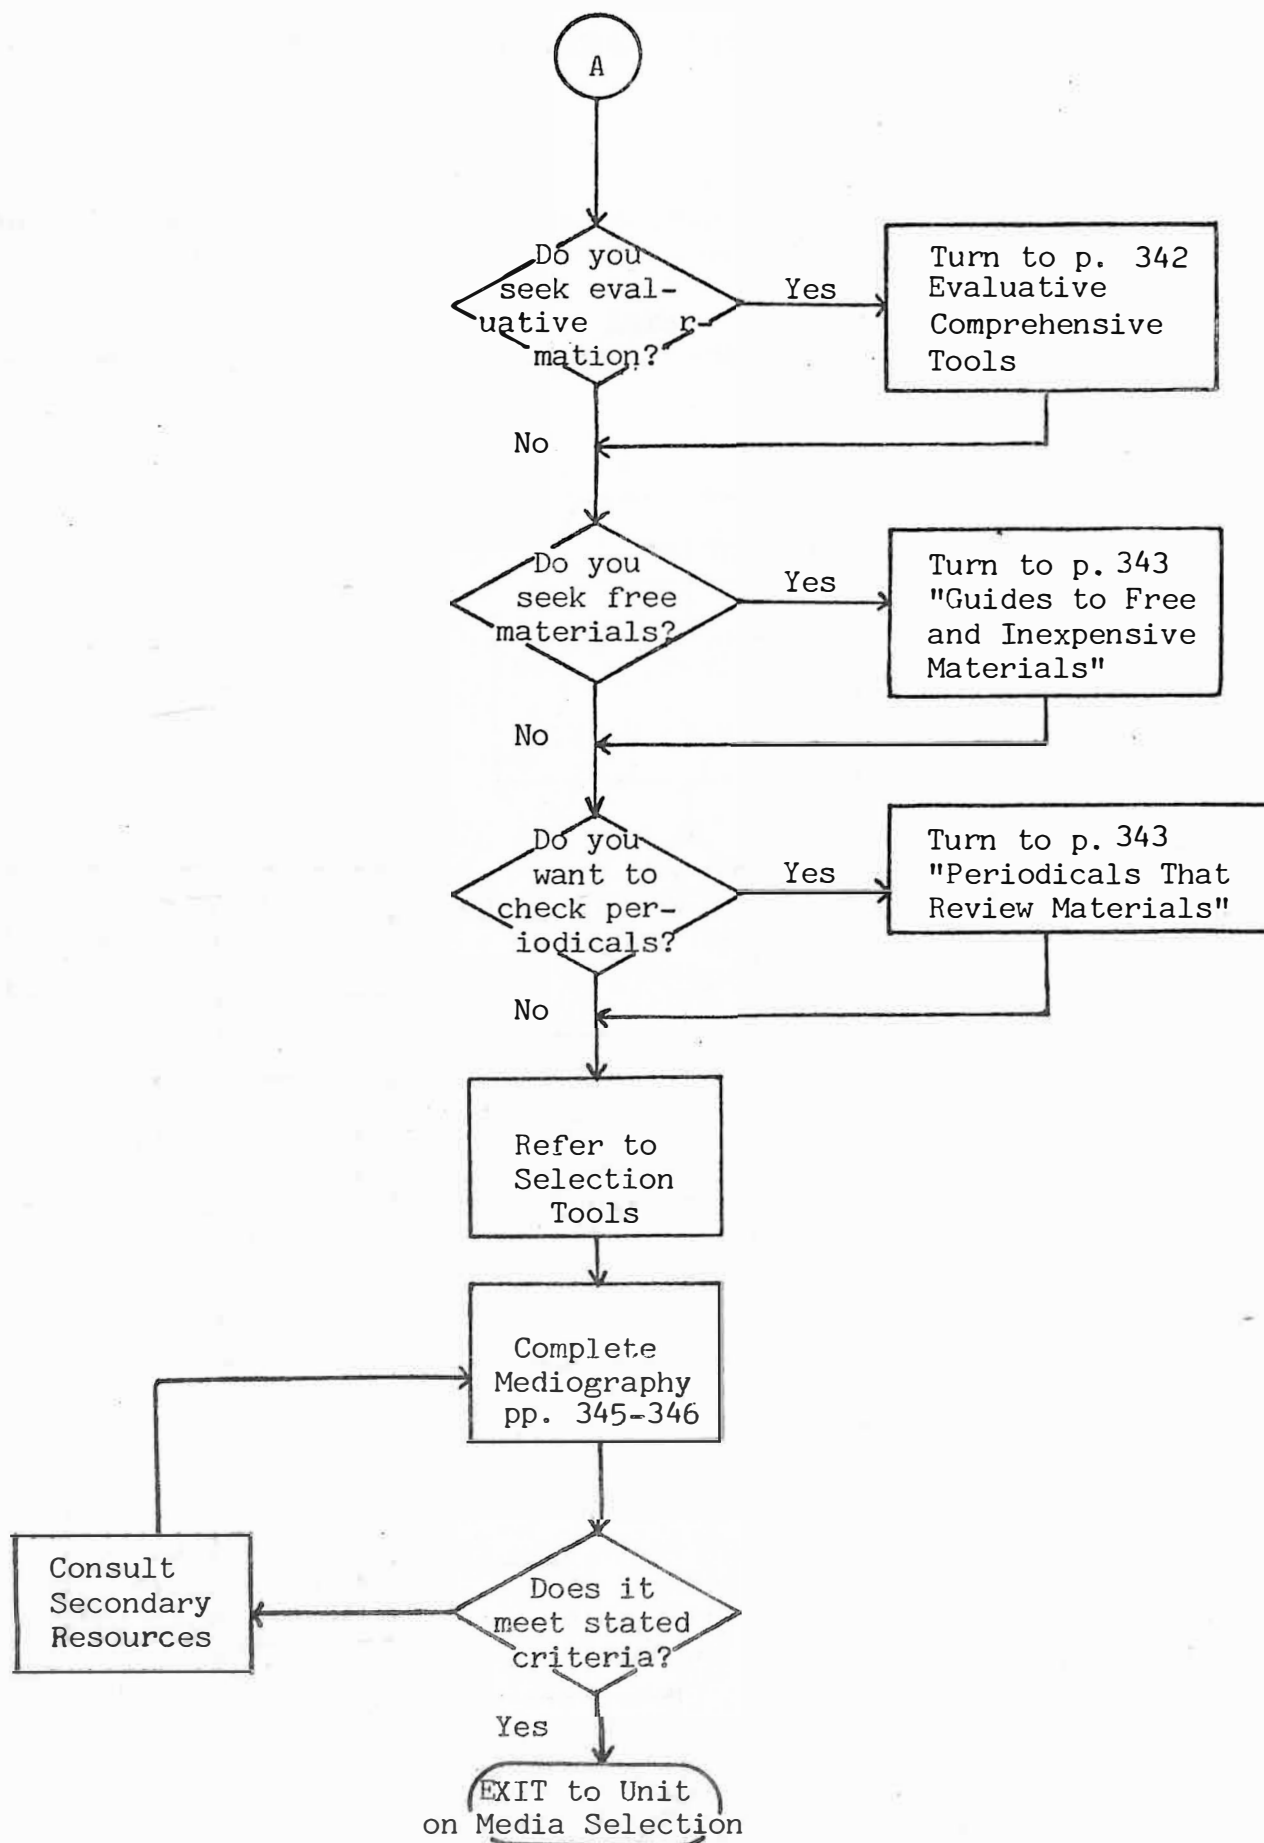 A
Do you
seek eval-
uative r-
mation?
Yes
Turn to p. 342
Evaluative
Comprehensive
Tools
No
Do you
seek free
materials?
Yes
Turn to p. 343
"Guides to Free
and Inexpensive
Materials"
No
Do you
want to
check per-
iodicals?
Yes
Turn to p. 343
"Periodicals That
Review Materials"
No
Refer to
Selection
Tools
Complete
Mediography
pp. 345-346
Consult
Secondary
Resources
Does it
meet stated
criteria?
Yes
EXIT to Unit
on Media Selection